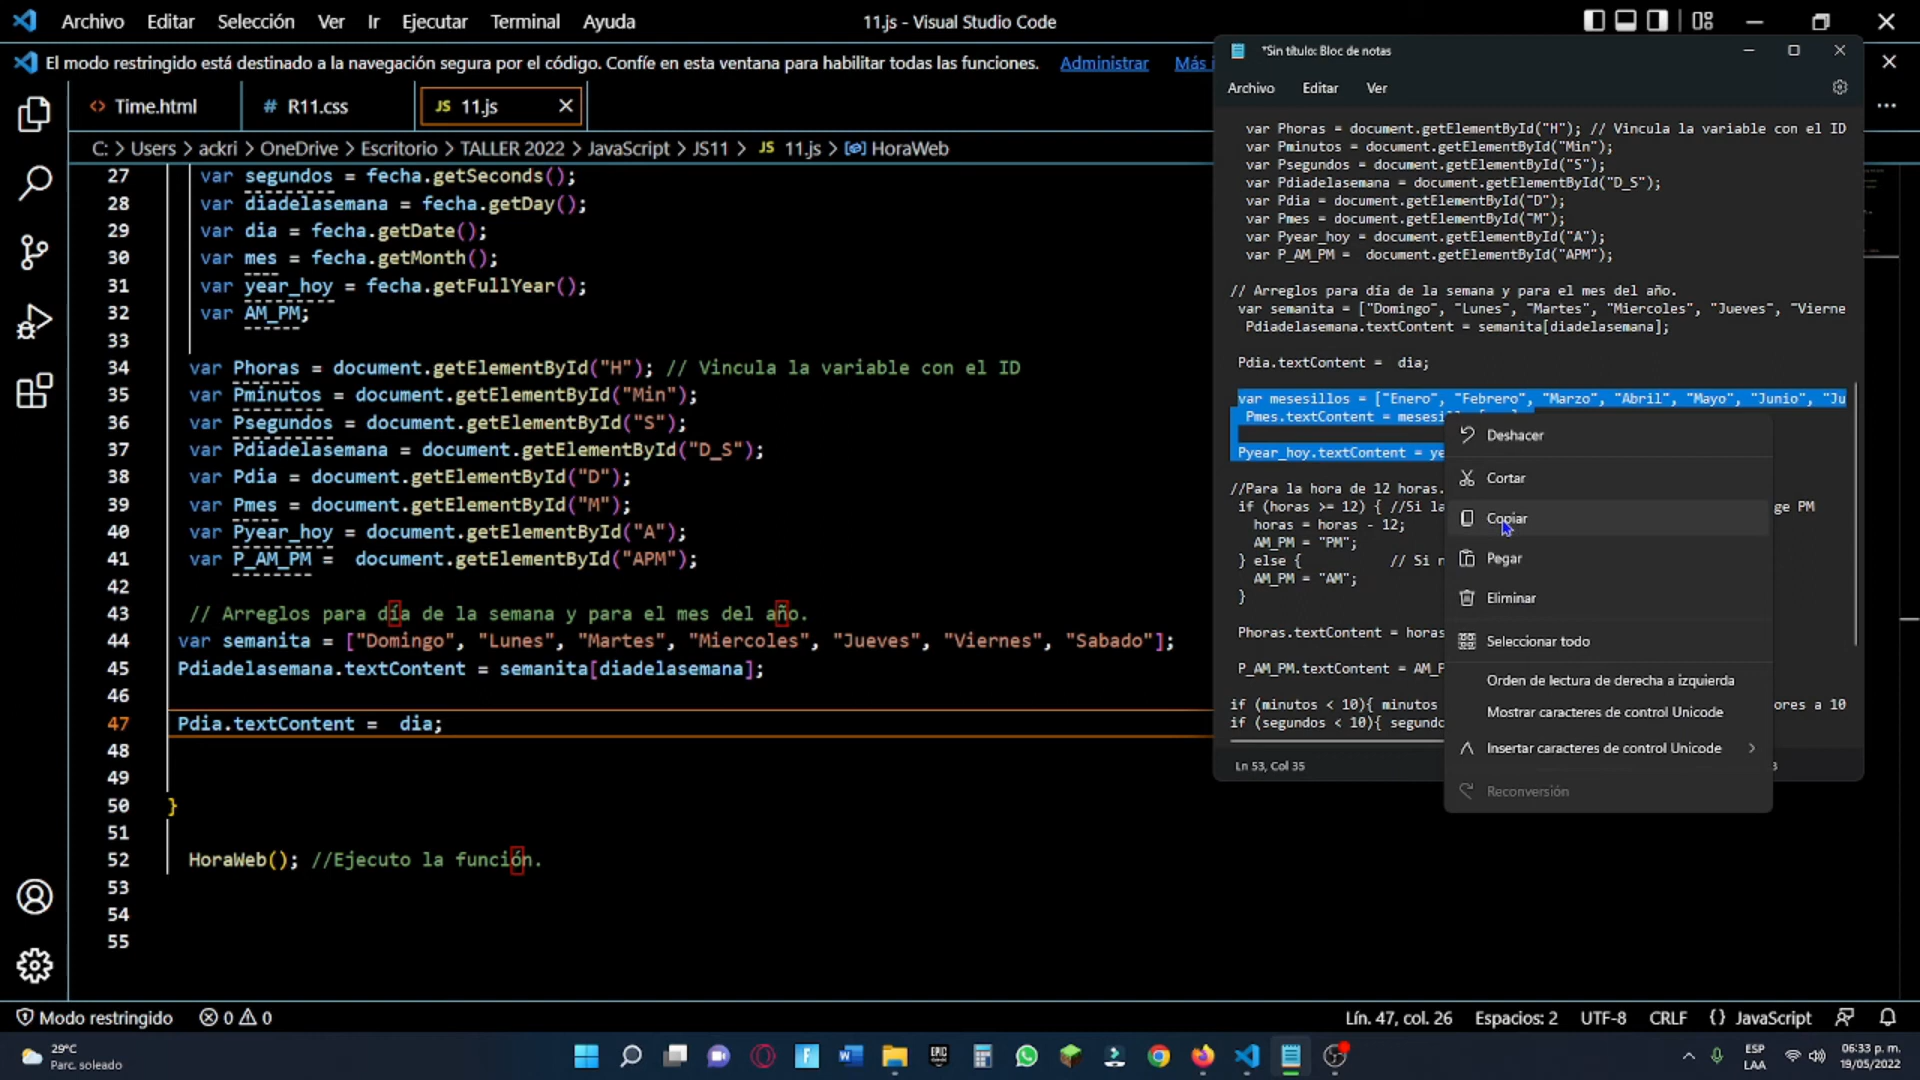 Archivo Editar Selección Ver Ir Ejecutar Terminal Ayuda
11.js - Visual Studio Code
El modo restringido está destinado a la navegación segura por el código. Confíe en esta ventana para habilitar todas las funciones. Administrar Más
Time.html
# R11.css
JS 11.js
C: > Users > ackri > OneDrive > Escritorio > TALLER 2022 > JavaScript > JS11 > JS 11.js > HoraWeb
27 var segundos = fecha.getSeconds();
28 var diadelasemana = fecha.getDay();
29 var dia = fecha.getDate();
30 var mes = fecha.getMonth();
31 var year_hoy = fecha.getFullYear();
32 var AM_PM;
33
34 var Phoras = document.getElementById("H"); // Vincula la variable con el ID
35 var Pminutos = document.getElementById("Min");
36 var Psegundos = document.getElementById("S");
37 var Pdiadelasemana = document.getElementById("D_S");
38 var Pdia = document.getElementById("D");
39 var Pmes = document.getElementById("M");
40 var Pyear_hoy = document.getElementById("A");
41 var P_AM_PM =  document.getElementById("APM");
42
43 // Arreglos para día de la semana y para el mes del año.
44 var semanita = ["Domingo", "Lunes", "Martes", "Miercoles", "Jueves", "Viernes", "Sabado"];
45 Pdiadelasemana.textContent = semanita[diadelasemana];
46
47 Pdia.textContent =  dia;
48
49
50 }
51
52 HoraWeb(); //Ejecuto la función.
53
54
55
*Sin título: Bloc de notas
Archivo Editar Ver
var Phoras = document.getElementById("H"); // Vincula la variable con el ID
var Pminutos = document.getElementById("Min");
var Psegundos = document.getElementById("S");
var Pdiadelasemana = document.getElementById("D_S");
var Pdia = document.getElementById("D");
var Pmes = document.getElementById("M");
var Pyear_hoy = document.getElementById("A");
var P_AM_PM =  document.getElementById("APM");
// Arreglos para día de la semana y para el mes del año.
var semanita = ["Domingo", "Lunes", "Martes", "Miercoles", "Jueves", "Vierne
Pdiadelasemana.textContent = semanita[diadelasemana];
Pdia.textContent =  dia;
var mesesillos = ["Enero", "Febrero", "Marzo", "Abril", "Mayo", "Junio", "Ju
Pmes.textContent = mesesil
Pyear_hoy.textContent = ye
//Para la hora de 12 horas.
if (horas >= 12) { //Si la ge PM
horas = horas - 12;
AM_PM = "PM";
} else { // Si n
AM_PM = "AM";
}
Phoras.textContent = horas
P_AM_PM.textContent = AM_P
if (minutos < 10){ minutos ores a 10
if (segundos < 10){ segundo
Ln 53, Col 35
Deshacer
Cortar
Copiar
Pegar
Eliminar
Seleccionar todo
Orden de lectura de derecha a izquierda
Mostrar caracteres de control Unicode
Insertar caracteres de control Unicode
Reconversión
Modo restringido 0 0
Lín. 47, col. 26 Espacios: 2 UTF-8 CRLF {} JavaScript
29°C
Parc. soleado
EPIC
ESP
LAA
06:33 p. m.
19/05/2022